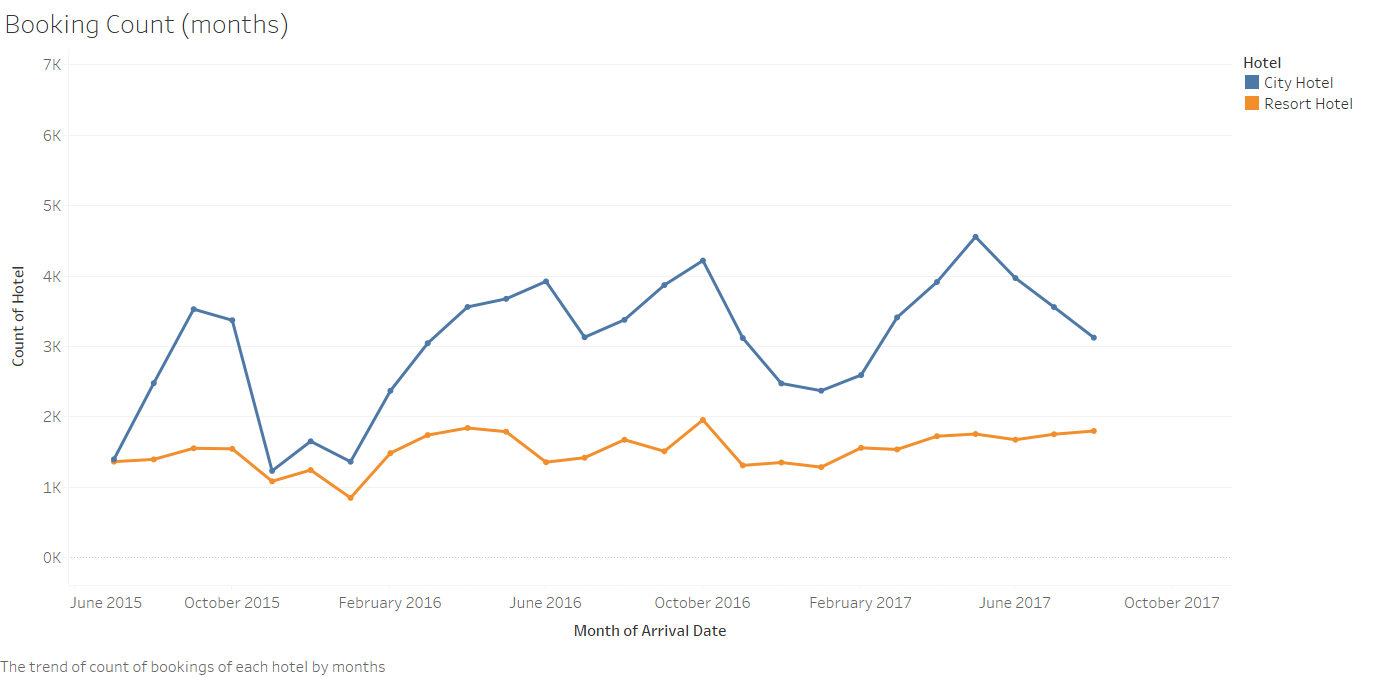 Booking Count (months)
7K
6K
5K
4K
3K
2K
1K
0K
Count of Hotel
June 2015 October 2015 February 2016 June 2016 October 2016 February 2017 June 2017 October 2017
Month of Arrival Date
Hotel
City Hotel
Resort Hotel
The trend of count of bookings of each hotel by months